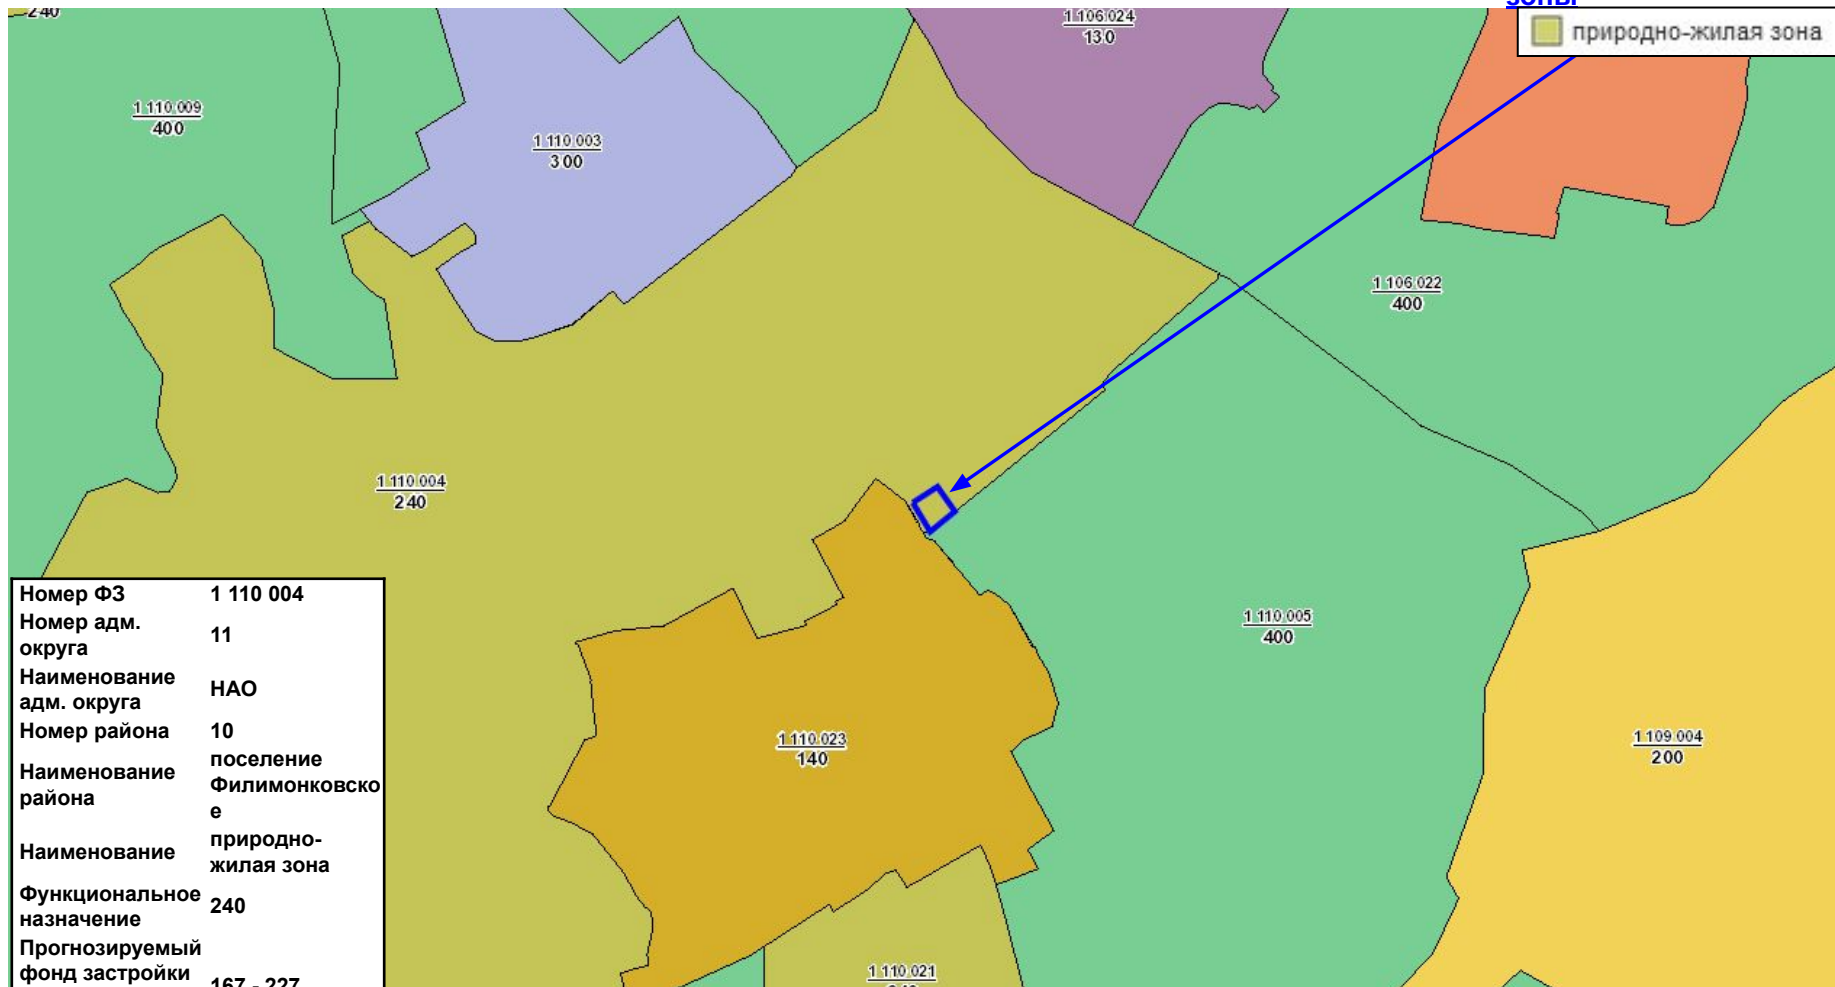 зоны
240
природно-жилая зона
1 106 024
130
1 110 009
400
1 110 003
300
1 106 022
400
1 110 004
240
1 110 005
400
1 110 023
140
1 109 004
200
1 110 021
Номер ФЗ 1 110 004
Номер адм.
округа 11
Наименование
адм. округа НАО
Номер района 10
Наименование
района
поселение
Филимонковско
е
Наименование
природно-
жилая зона
Функциональное
назначение 240
Прогнозируемый
фонд застройки
167 - 227